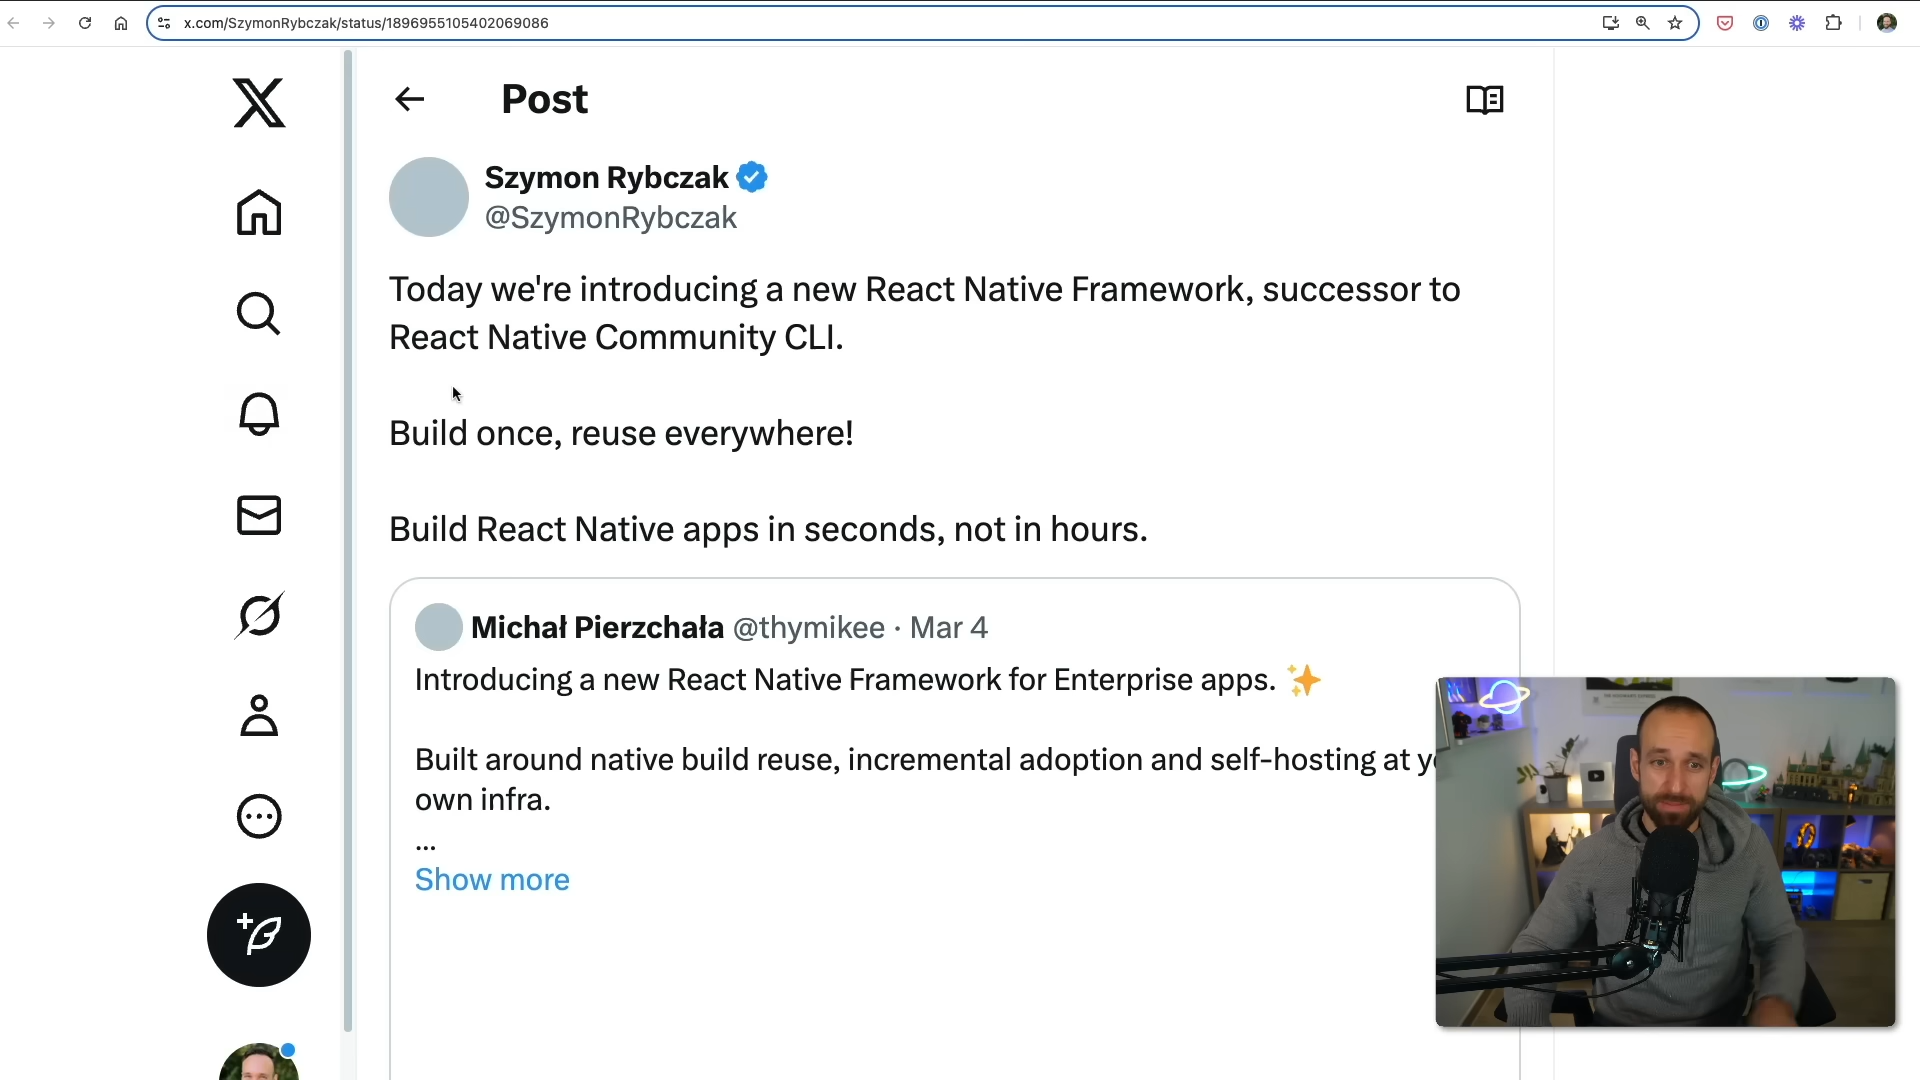 x.com/SzymonRybczak/status/1896955105402069086
Post
Szymon Rybczak
@SzymonRybczak
Today we're introducing a new React Native Framework, successor to
React Native Community CLI.
Build once, reuse everywhere!
Build React Native apps in seconds, not in hours.
Michał Pierzchała @thymikee · Mar 4
Introducing a new React Native Framework for Enterprise apps. ✨
Built around native build reuse, incremental adoption and self-hosting at
own infra.
...
Show more